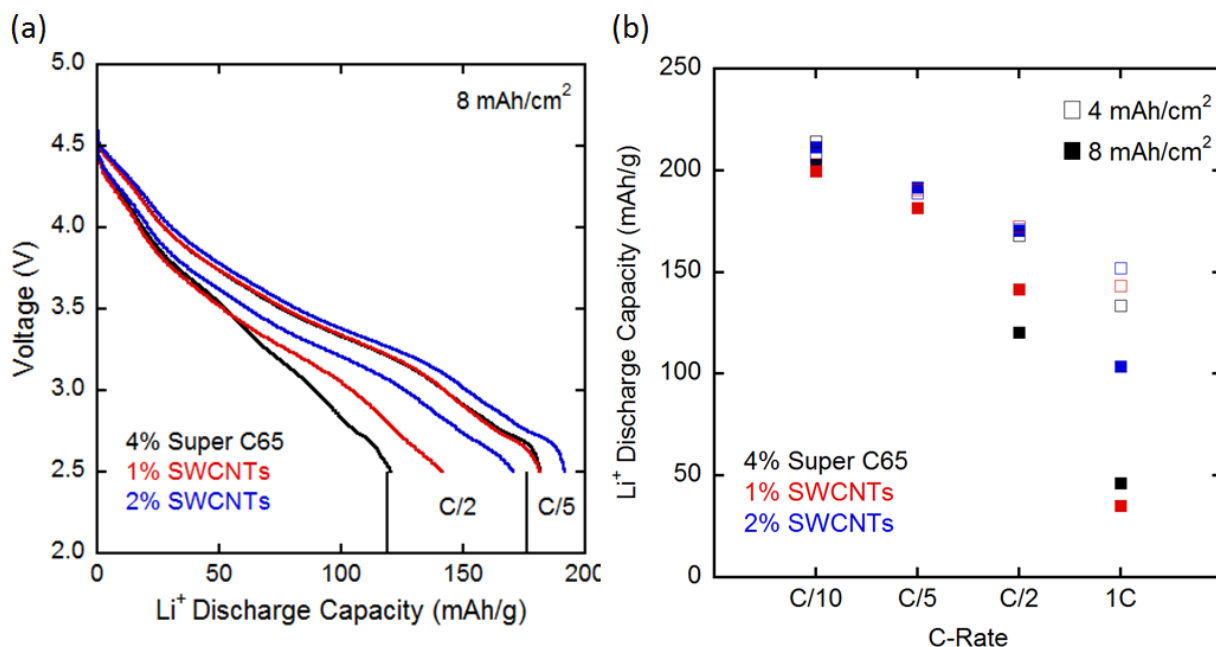 (a)
5.0
4.5
4.0
3.5
3.0
2.5
2.0
Voltage (V)
8 mAh/cm²
4% Super C65
1% SWCNTs
2% SWCNTs
C/2
C/5
0
50
100
150
200
Li⁺ Discharge Capacity (mAh/g)
(b)
250
200
150
100
50
0
Li⁺ Discharge Capacity (mAh/g)
4 mAh/cm²
8 mAh/cm²
4% Super C65
1% SWCNTs
2% SWCNTs
C/10
C/5
C/2
1C
C-Rate